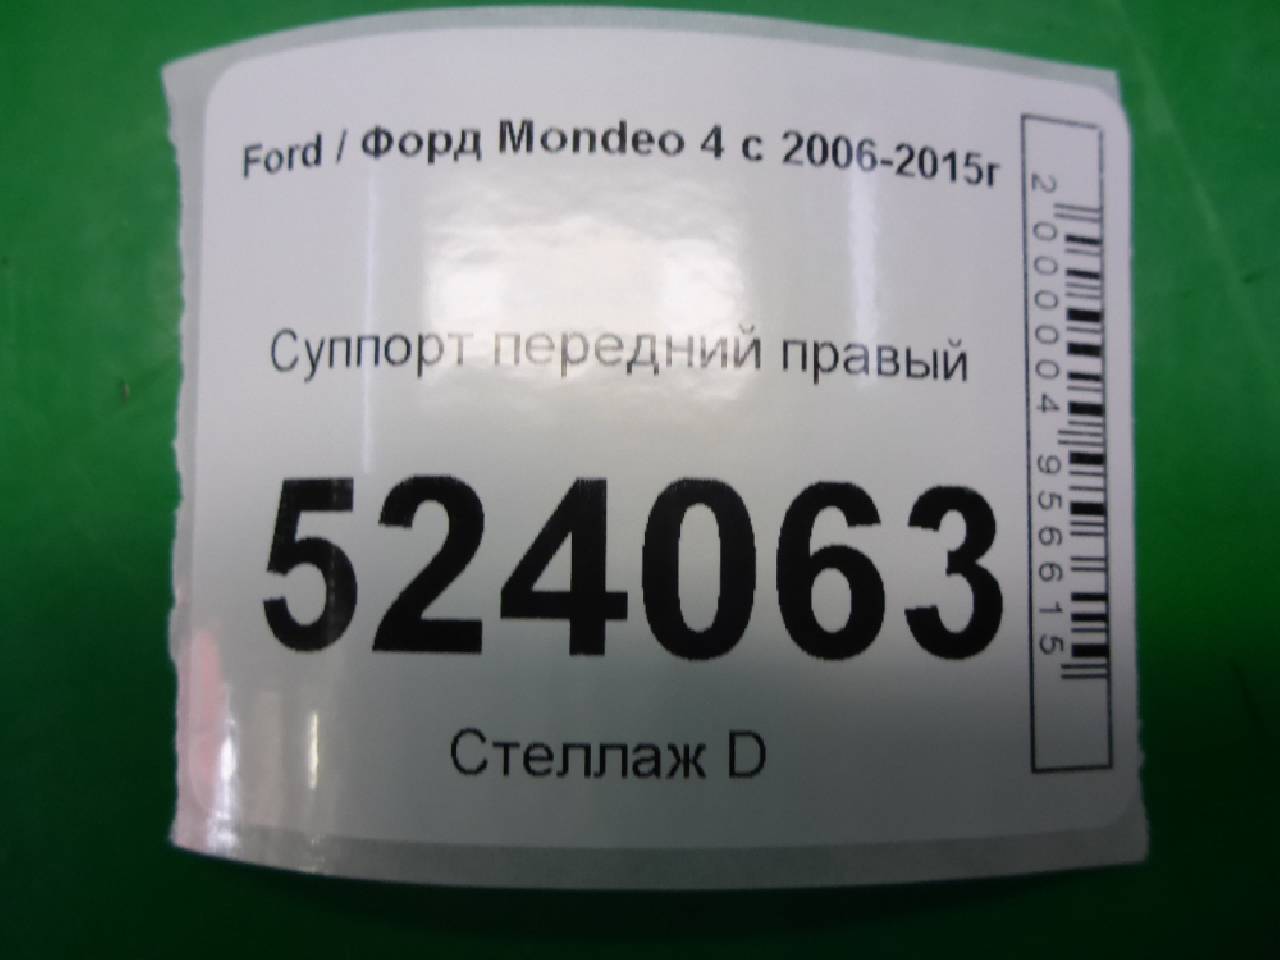 Ford / Форд Mondeo 4 с 2006-2015г
Суппорт передний правый
524063
Стеллаж D
2000004956615